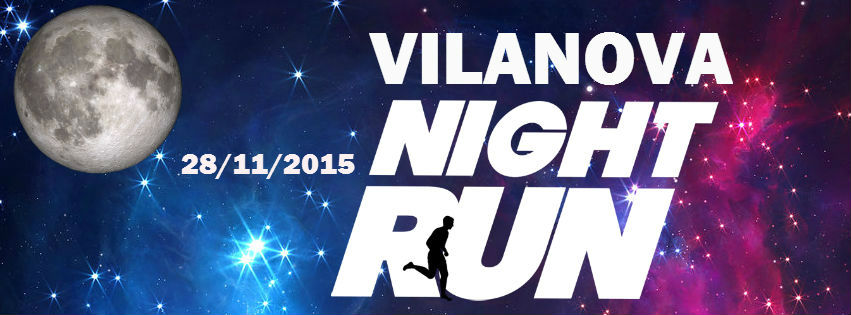 VILANOVA
NIGHT
28/11/2015
RUN